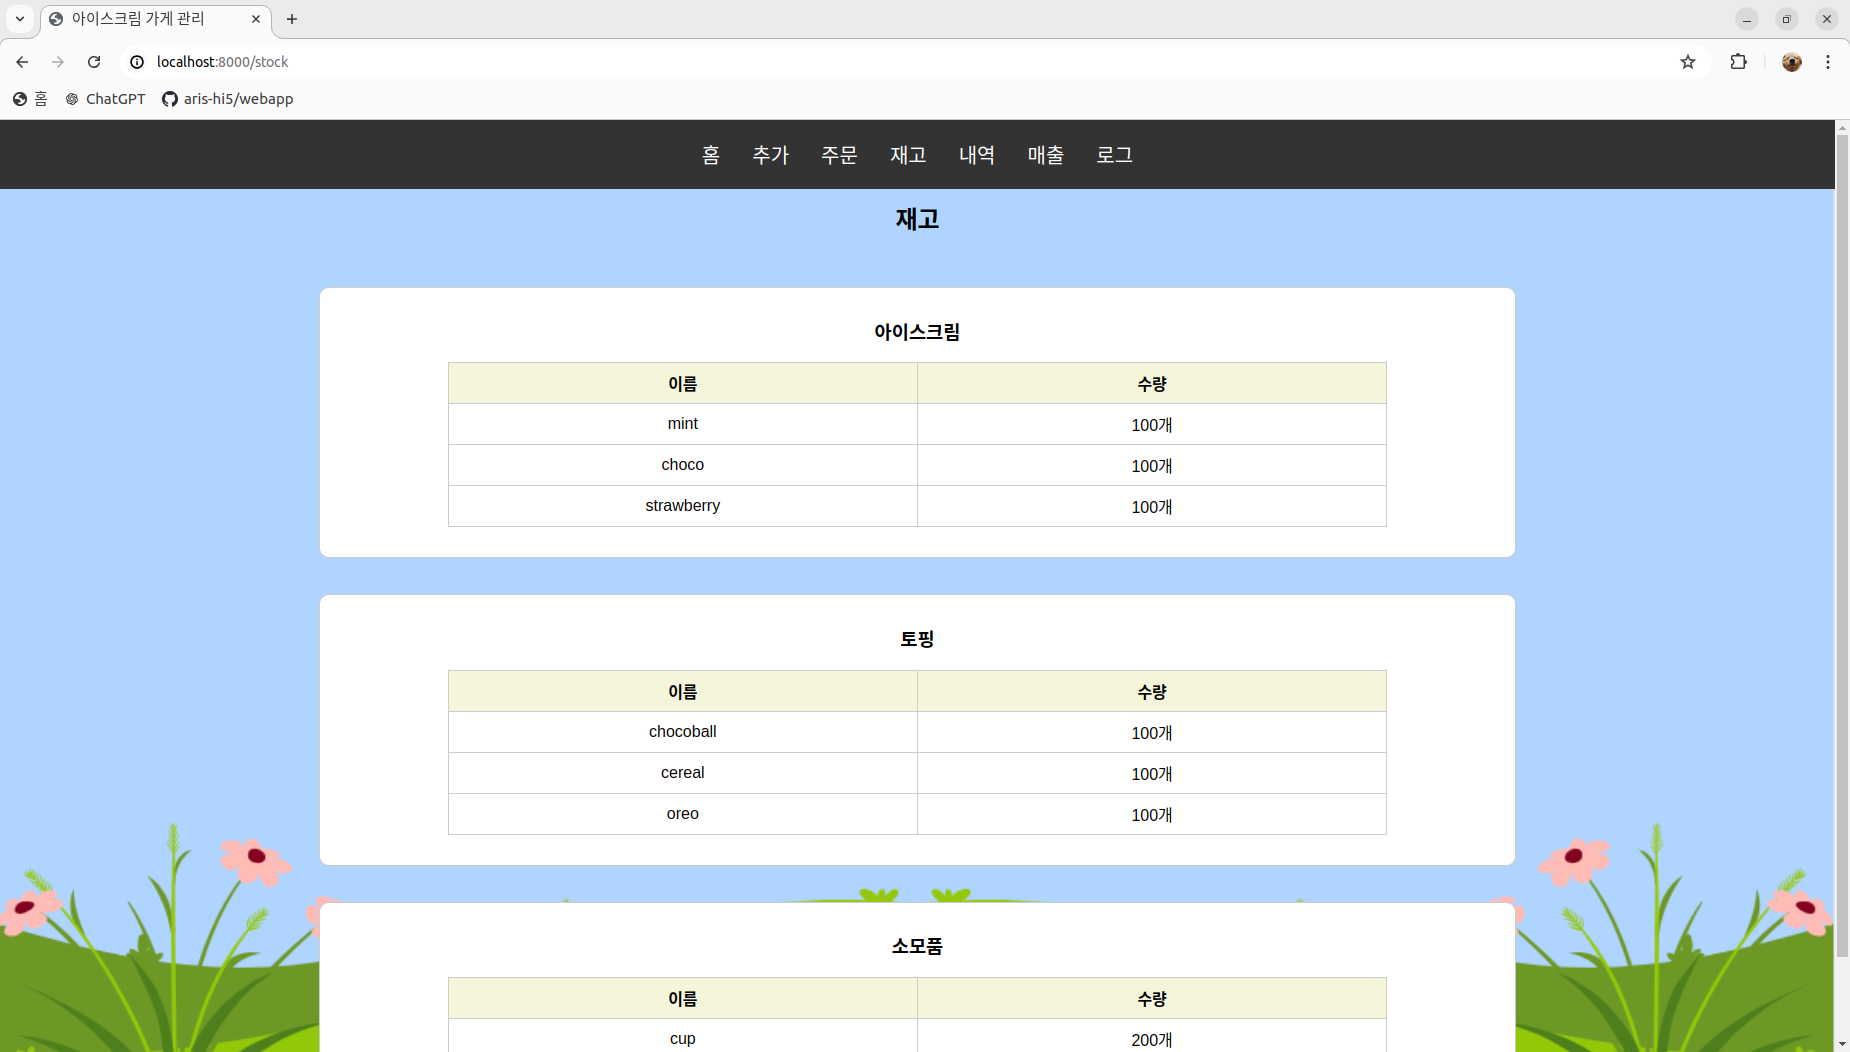 아이스크림 가게 관리
localhost:8000/stock
홈 ChatGPT aris-hi5/webapp
홈 추가 주문 재고 내역 매출 로그
재고
아이스크림
이름 수량
mint 100개
choco 100개
strawberry 100개
토핑
이름 수량
chocoball 100개
cereal 100개
oreo 100개
소모품
이름 수량
cup 200개